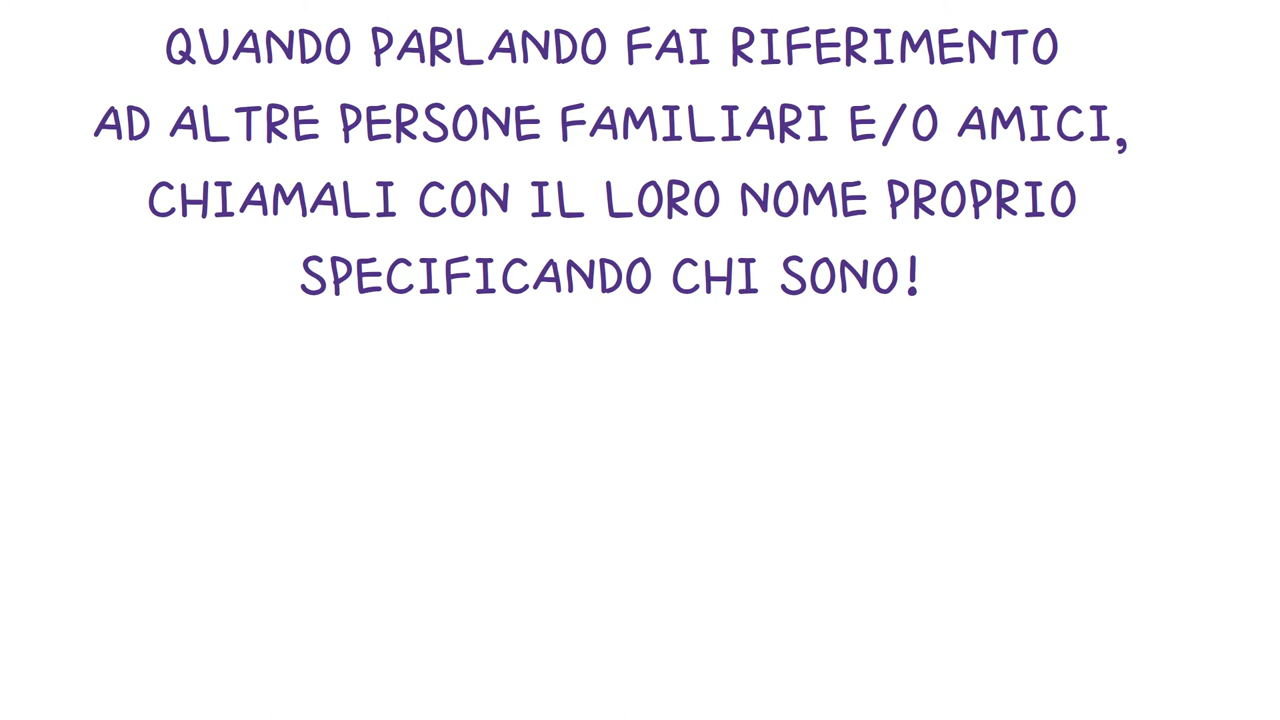 QUANDO PARLANDO FAI RIFERIMENTO
AD ALTRE PERSONE FAMILIARI E/O AMICI,
CHIAMALI CON IL LORO NOME PROPRIO
SPECIFICANDO CHI SONO!